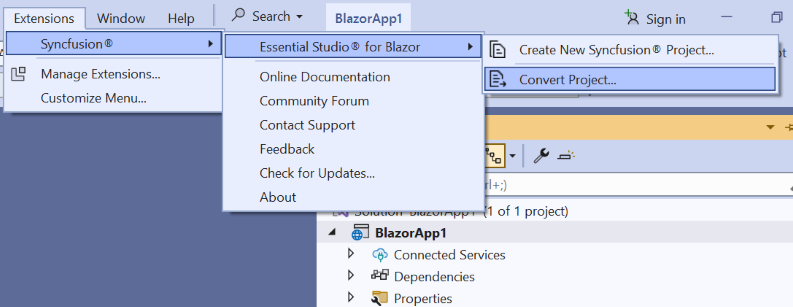 Extensions Window Help Search BlazorApp1 Sign in
Syncfusion® Essential Studio® for Blazor Create New Syncfusion® Project...
Manage Extensions... Online Documentation Convert Project...
Customize Menu... Community Forum
Contact Support
Feedback
Check for Updates...
About
Solution 'BlazorApp1' (1 of 1 project)
BlazorApp1
Connected Services
Dependencies
Properties